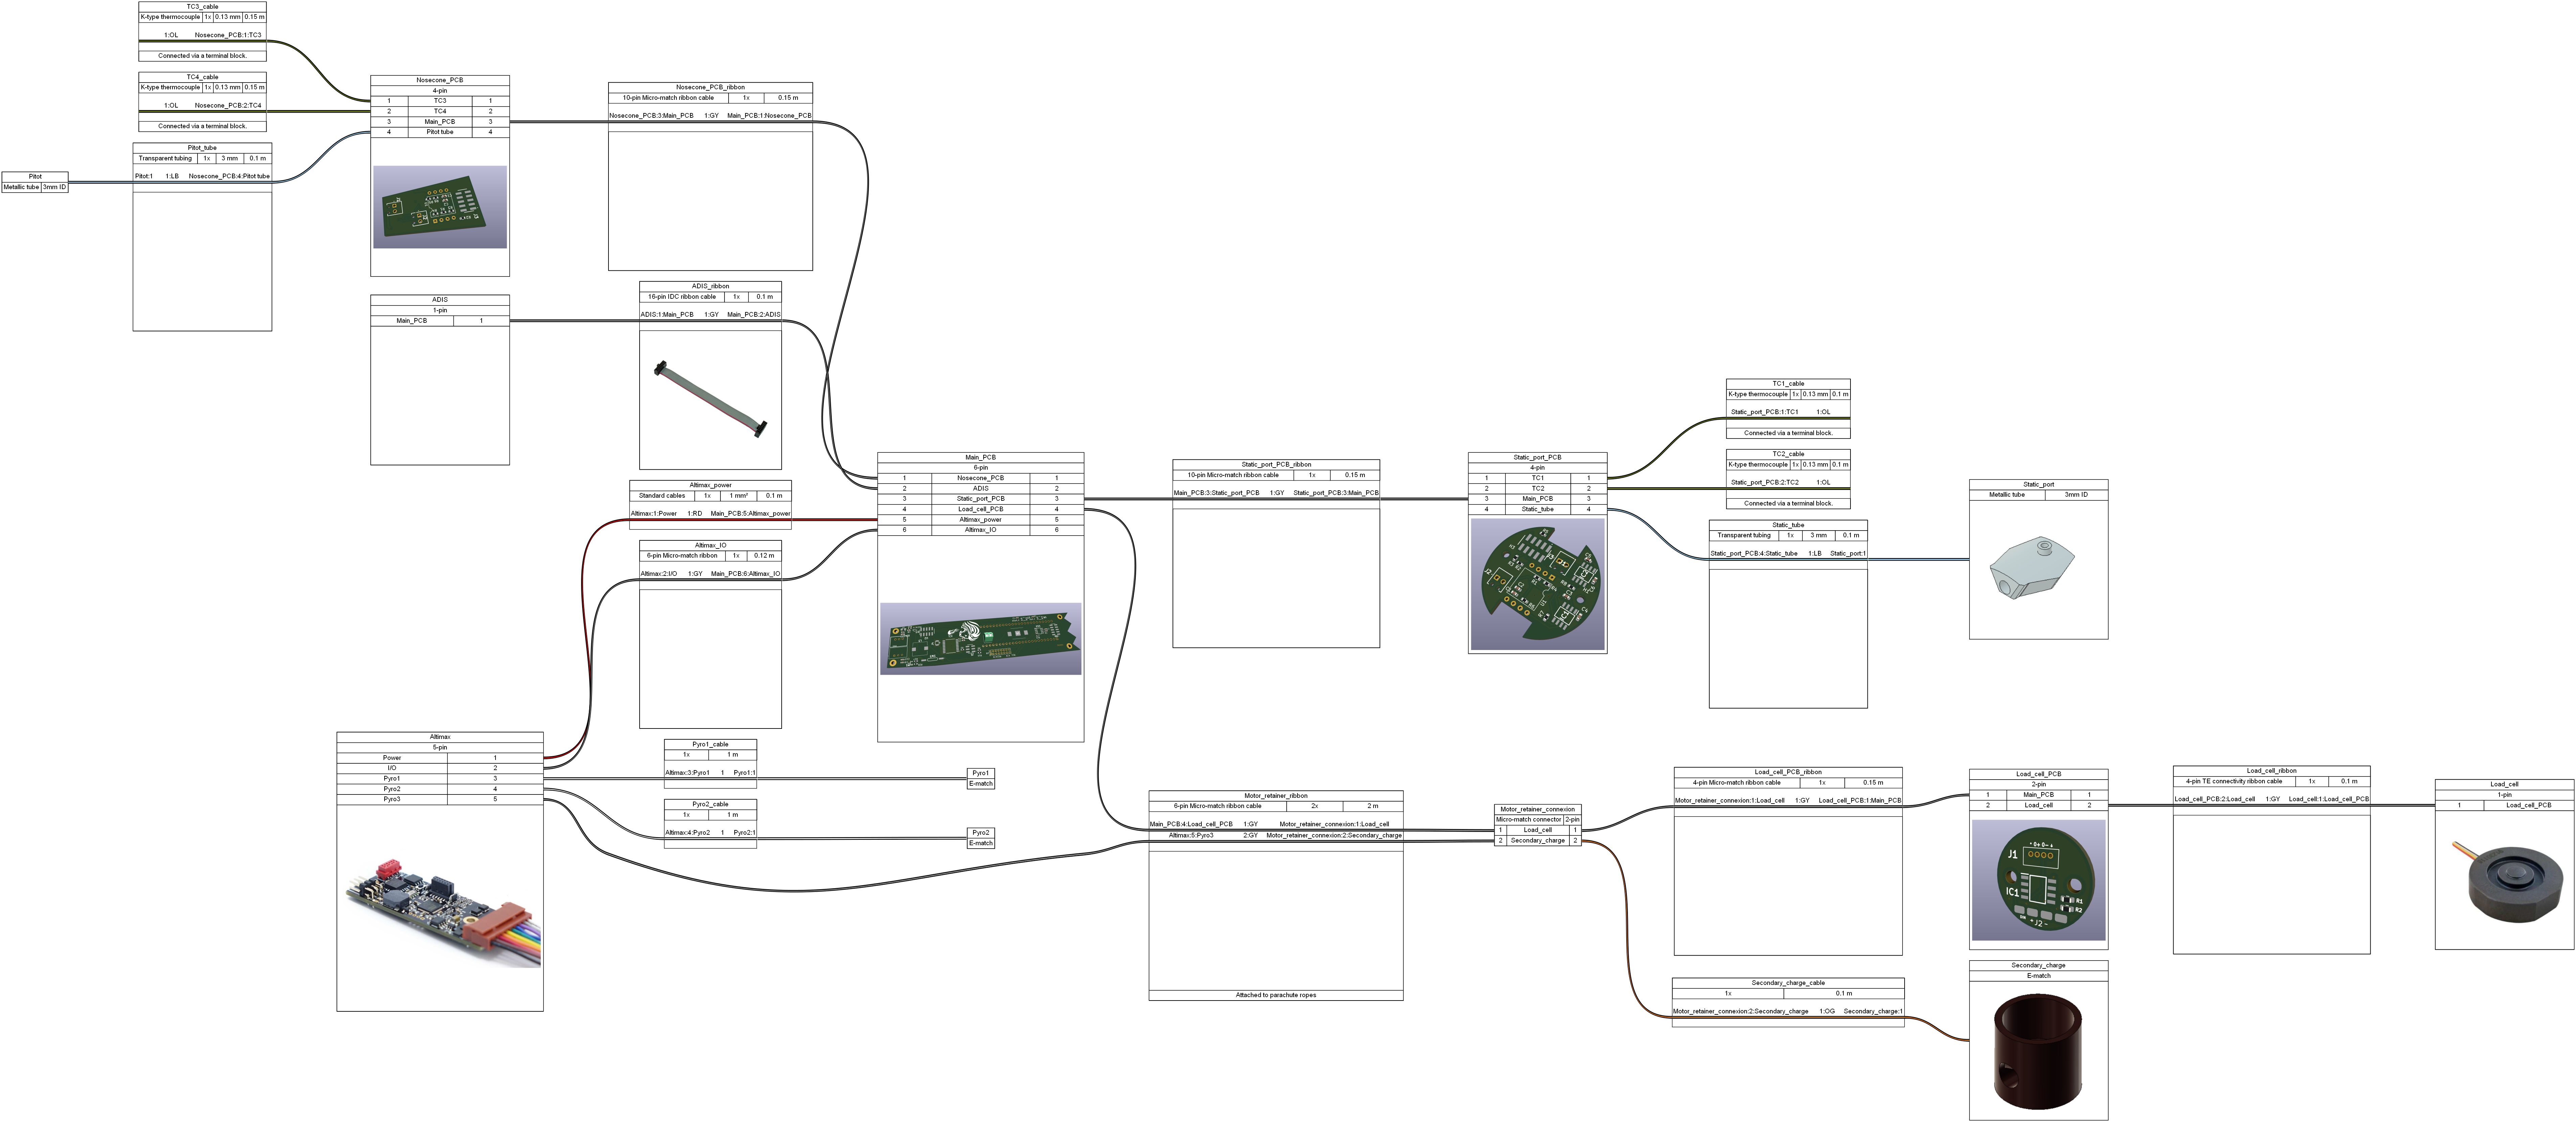 TC3_cable
K-type thermocouple 1x 0.13 mm 0.15 m
1:OL Nosecone_PCB:1:TC3
Connected via a terminal block.
TC4_cable
K-type thermocouple 1x 0.13 mm 0.15 m
1:OL Nosecone_PCB:2:TC4
Connected via a terminal block.
Pitot_tube
Transparent tubing 1x 3 mm 0.1 m
Pitot:1 1:LB Nosecone_PCB:4:Pitot tube
Pitot
Metallic tube 3mm ID
Nosecone_PCB
4-pin
1 TC3 1
2 TC4 2
3 Main_PCB 3
4 Pitot tube 4
Nosecone_PCB_ribbon
10-pin Micro-match ribbon cable 1x 0.15 m
Nosecone_PCB:3:Main_PCB 1:GY Main_PCB:1:Nosecone_PCB
ADIS
1-pin
Main_PCB 1
ADIS_ribbon
16-pin IDC ribbon cable 1x 0.1 m
ADIS:1:Main_PCB 1:GY Main_PCB:2:ADIS
Altimax_power
Standard cables 1x 1 mm² 0.1 m
Altimax:1:Power 1:RD Main_PCB:5:Altimax_power
Altimax_IO
6-pin Micro-match ribbon 1x 0.12 m
Altimax:2:I/O 1:GY Main_PCB:6:Altimax_IO
Main_PCB
6-pin
1 Nosecone_PCB 1
2 ADIS 2
3 Static_port_PCB 3
4 Load_cell_PCB 4
5 Altimax_power 5
6 Altimax_IO 6
Static_port_PCB_ribbon
10-pin Micro-match ribbon cable 1x 0.15 m
Main_PCB:3:Static_port_PCB 1:GY Static_port_PCB:3:Main_PCB
Static_port_PCB
4-pin
1 TC1 1
2 TC2 2
3 Main_PCB 3
4 Static_tube 4
TC1_cable
K-type thermocouple 1x 0.13 mm 0.1 m
Static_port_PCB:1:TC1 1:OL
Connected via a terminal block.
TC2_cable
K-type thermocouple 1x 0.13 mm 0.1 m
Static_port_PCB:2:TC2 1:OL
Connected via a terminal block.
Static_tube
Transparent tubing 1x 3 mm 0.1 m
Static_port_PCB:4:Static_tube 1:LB Static_port:1
Static_port
Metallic tube 3mm ID
Altimax
5-pin
Power 1
I/O 2
Pyro1 3
Pyro2 4
Pyro3 5
Pyro1_cable
1x 1 m
Altimax:3:Pyro1 1 Pyro1:1
Pyro2_cable
1x 1 m
Altimax:4:Pyro2 1 Pyro2:1
Pyro1
E-match
Pyro2
E-match
Motor_retainer_ribbon
6-pin Micro-match ribbon cable 2x 2 m
Main_PCB:4:Load_cell_PCB 1:GY Motor_retainer_connexion:1:Load_cell
Altimax:5:Pyro3 2:GY Motor_retainer_connexion:2:Secondary_charge
Attached to parachute ropes
Motor_retainer_connexion
Micro-match connector 2-pin
1 Load_cell 1
2 Secondary_charge 2
Load_cell_PCB_ribbon
4-pin Micro-match ribbon cable 1x 0.15 m
Motor_retainer_connexion:1:Load_cell 1:GY Load_cell_PCB:1:Main_PCB
Secondary_charge_cable
1x 0.1 m
Motor_retainer_connexion:2:Secondary_charge 1:OG Secondary_charge:1
Load_cell_PCB
2-pin
1 Main_PCB 1
2 Load_cell 2
J1
IC1
R1
R2
J2
Secondary_charge
E-match
Load_cell_ribbon
4-pin TE connectivity ribbon cable 1x 0.1 m
Load_cell_PCB:2:Load_cell 1:GY Load_cell:1:Load_cell_PCB
Load_cell
1-pin
1 Load_cell_PCB